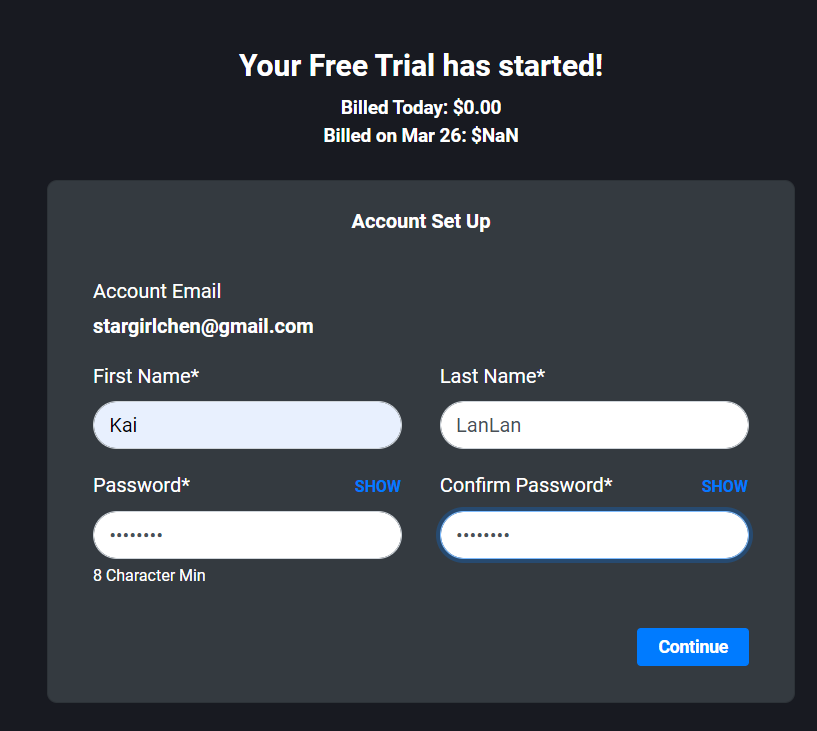 Your Free Trial has started!
Billed Today: $0.00
Billed on Mar 26: $NaN
Account Set Up
Account Email
stargirlchen@gmail.com
First Name* Last Name*
Kai LanLan
Password* SHOW Confirm Password* SHOW
•••••••• ••••••••
8 Character Min
Continue